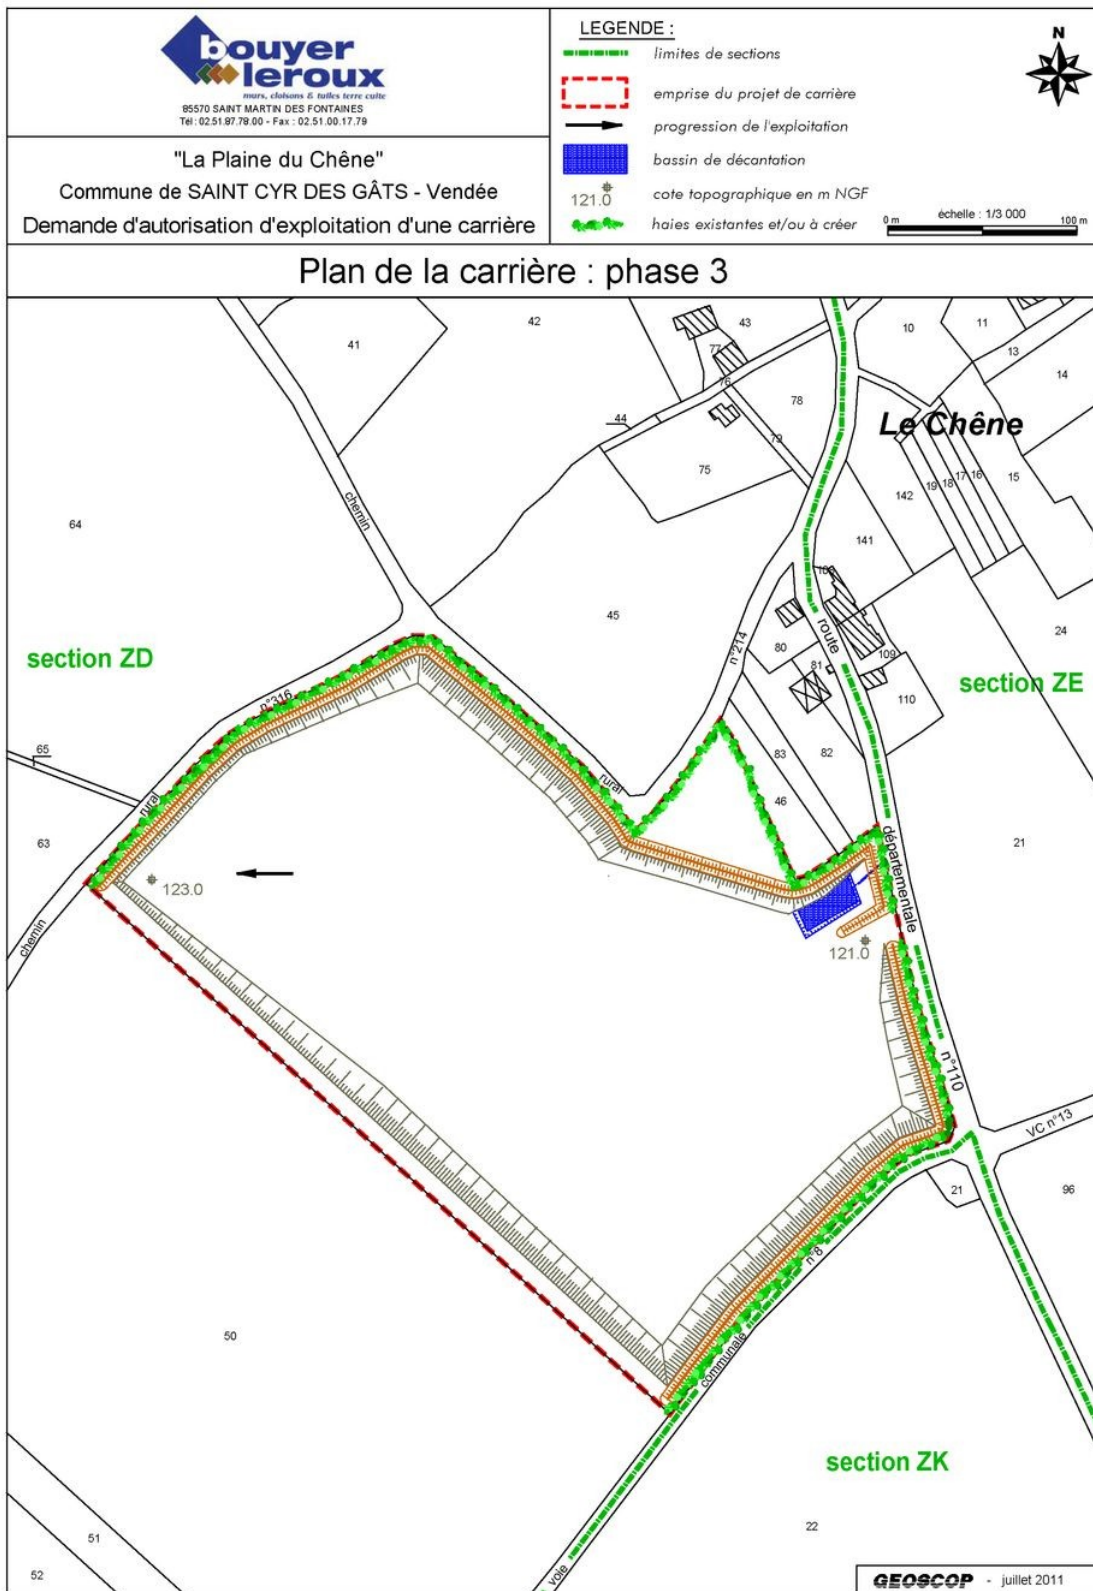 bouyer
leroux
murs, cloisons & tuiles terre cuite
85570 SAINT MARTIN DES FONTAINES
Tél : 02.51.87.78.00 - Fax : 02.51.00.17.79
"La Plaine du Chêne"
Commune de SAINT CYR DES GÂTS - Vendée
Demande d'autorisation d'exploitation d'une carrière
LEGENDE :
limites de sections
emprise du projet de carrière
progression de l'exploitation
bassin de décantation
121.0
cote topographique en m NGF
haies existantes et/ou à créer
N
0 m
échelle : 1/3 000
100 m
Plan de la carrière : phase 3
41
42
43
77
76
78
79
44
75
10
11
13
14
Le Chêne
142
19
18
17
16
15
141
64
chemin
45
n°214
80
81
route
109
110
24
section ZD
section ZE
n°316
65
rural
rural
83
82
46
63
123.0
départementale
21
chemin
121.0
n°110
VC n°13
21
96
n°8
communale
50
section ZK
22
51
52
voie
GEOSCOP - juillet 2011